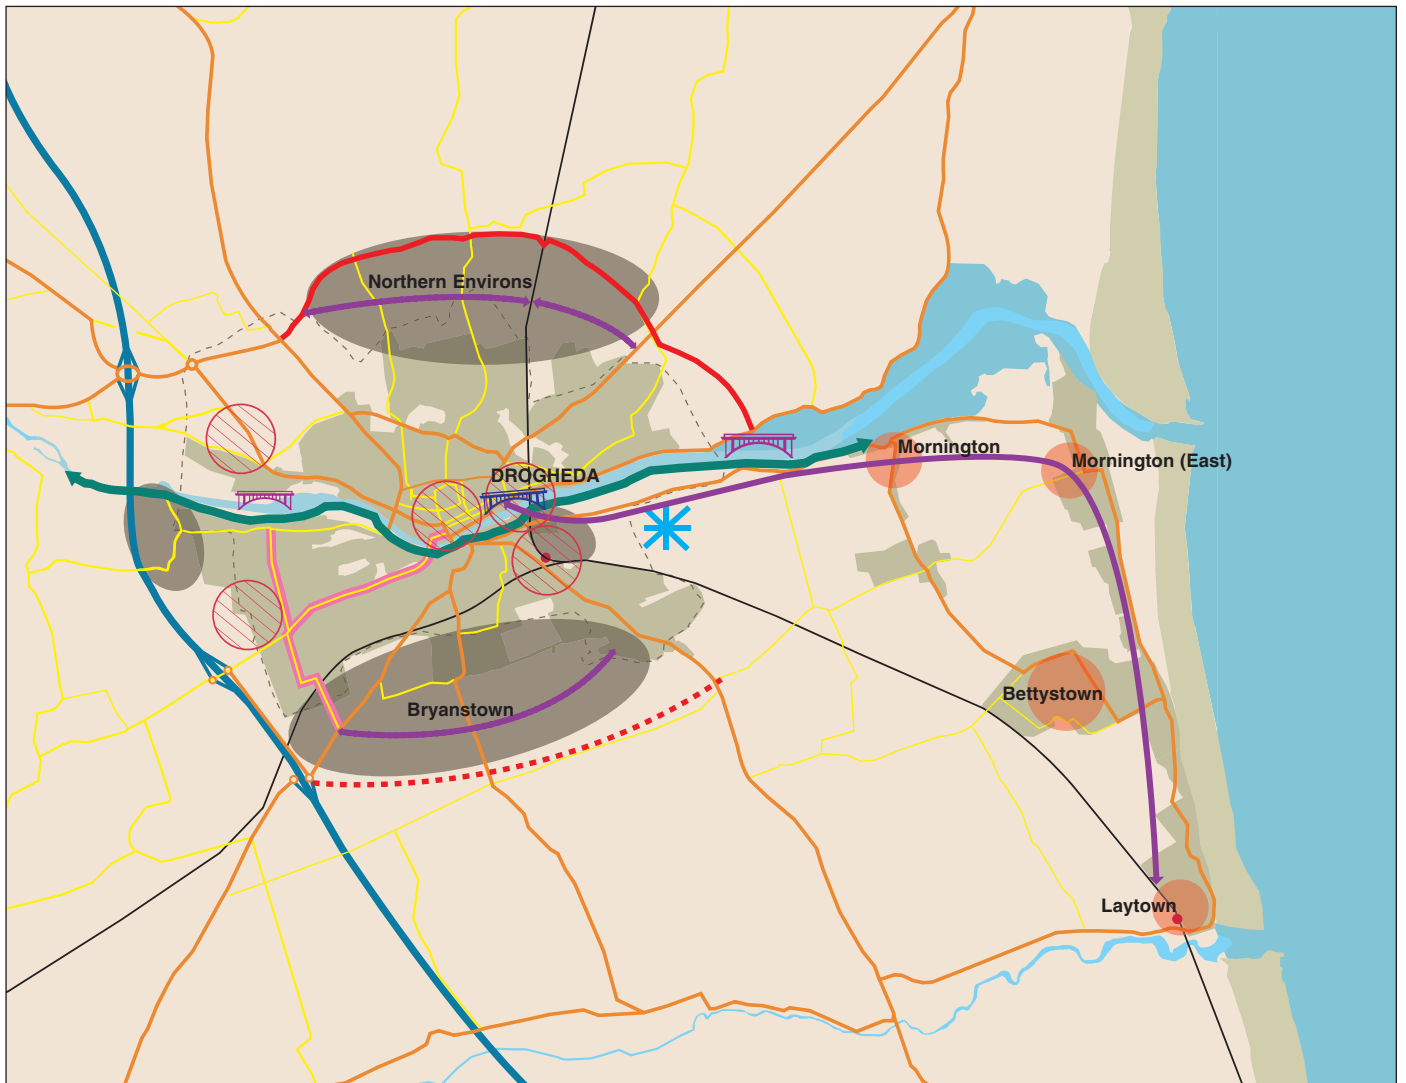 Northern Environs
Mornington
Mornington (East)
DROGHEDA
Bettystown
Bryanstown
Laytown